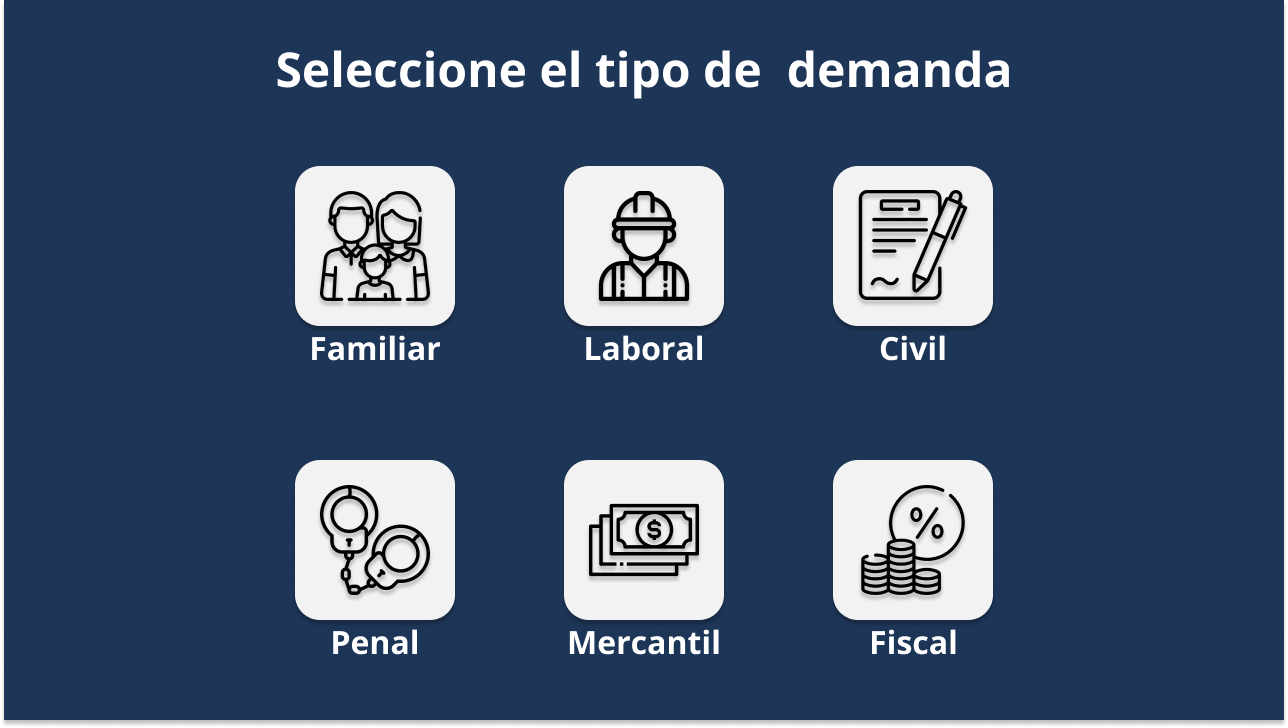 Seleccione el tipo de  demanda
Familiar
Laboral
Civil
Penal
Mercantil
Fiscal